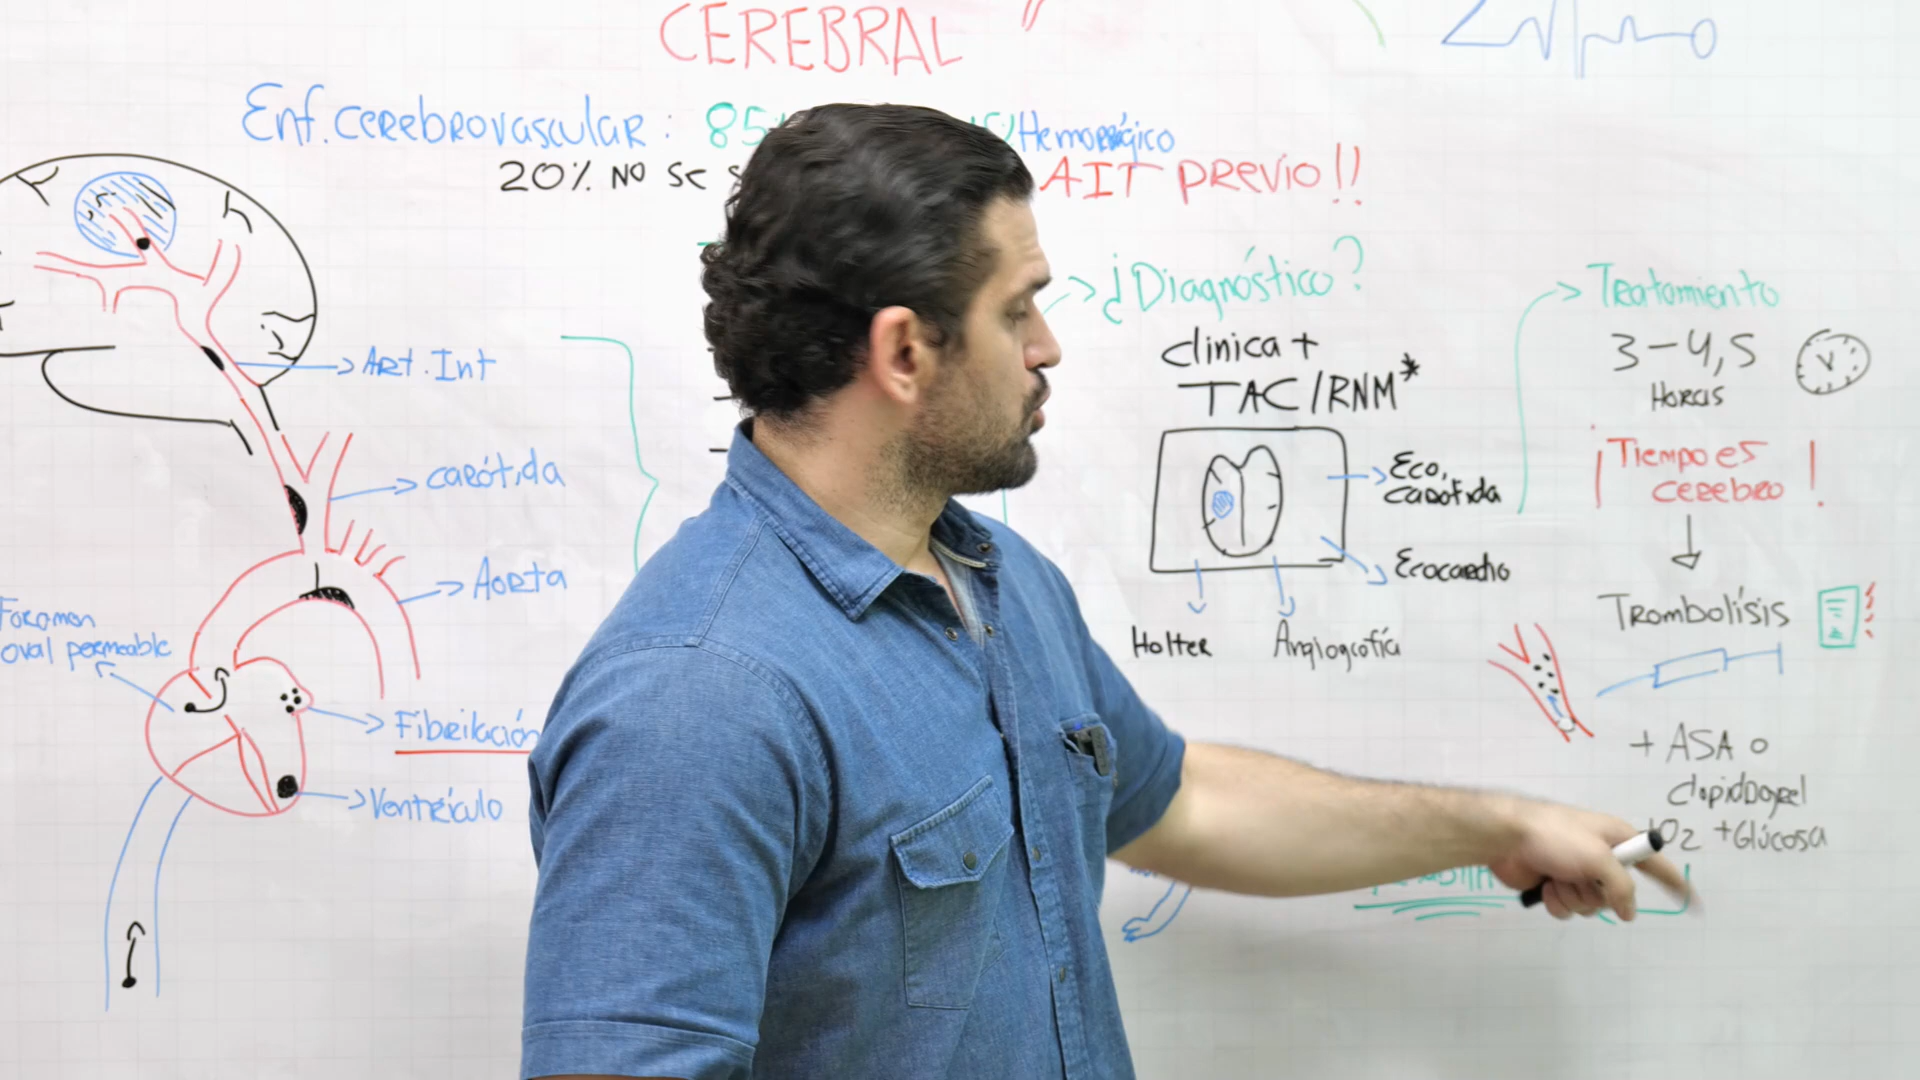 CEREBRAL"
Enf. cerebrovascular: 85% Hemorrágico
20% NO se AIT previo!!
¿Diagnóstico?
clínica +
TAC/RNM*
Eco,
carótida
Ecocardio
Holter
Angiografía
Tratamiento
3-4,5
Horas
¡Tiempo es
cerebro!
Trombolisis
+ ASA o
clopidogrel
O2 +Glucosa
Art. Int
carótida
Aorta
Foramen
oval permeable
Fibrilación
Ventrículo